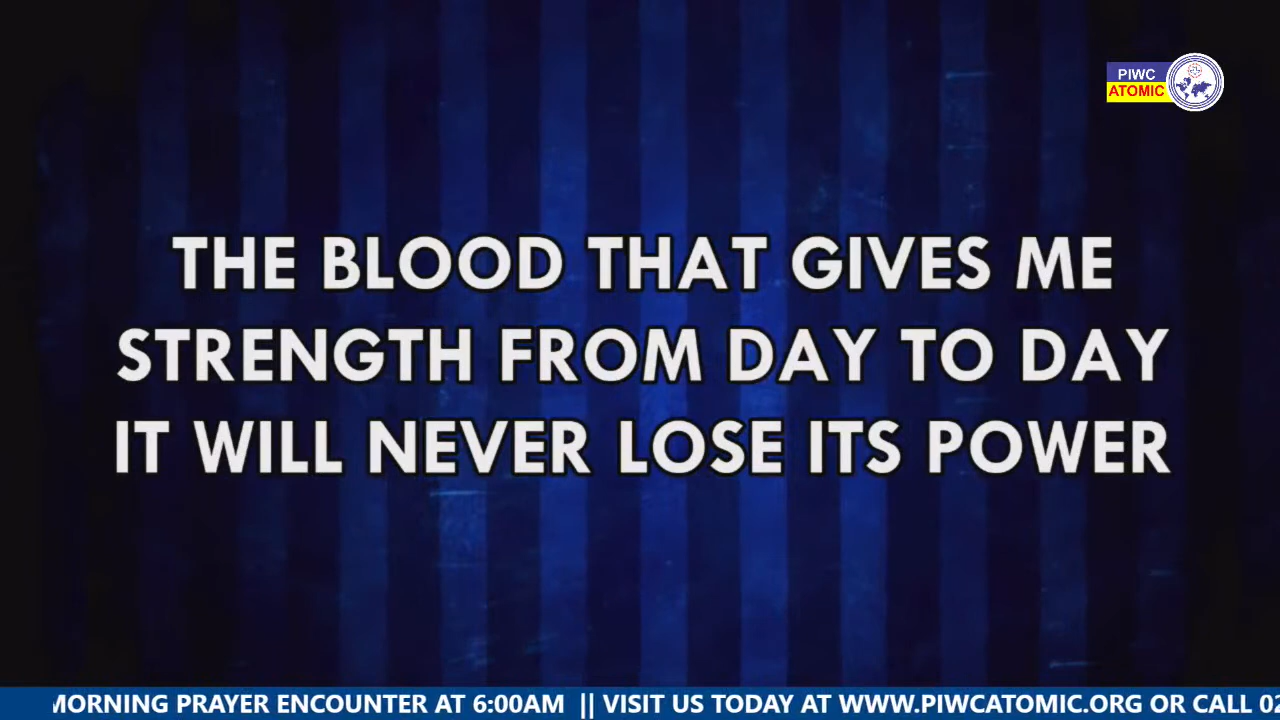 PIWC
ATOMIC
THE BLOOD THAT GIVES ME
STRENGTH FROM DAY TO DAY
IT WILL NEVER LOSE ITS POWER
MORNING PRAYER ENCOUNTER AT 6:00AM || VISIT US TODAY AT WWW.PIWCATOMIC.ORG OR CALL 02